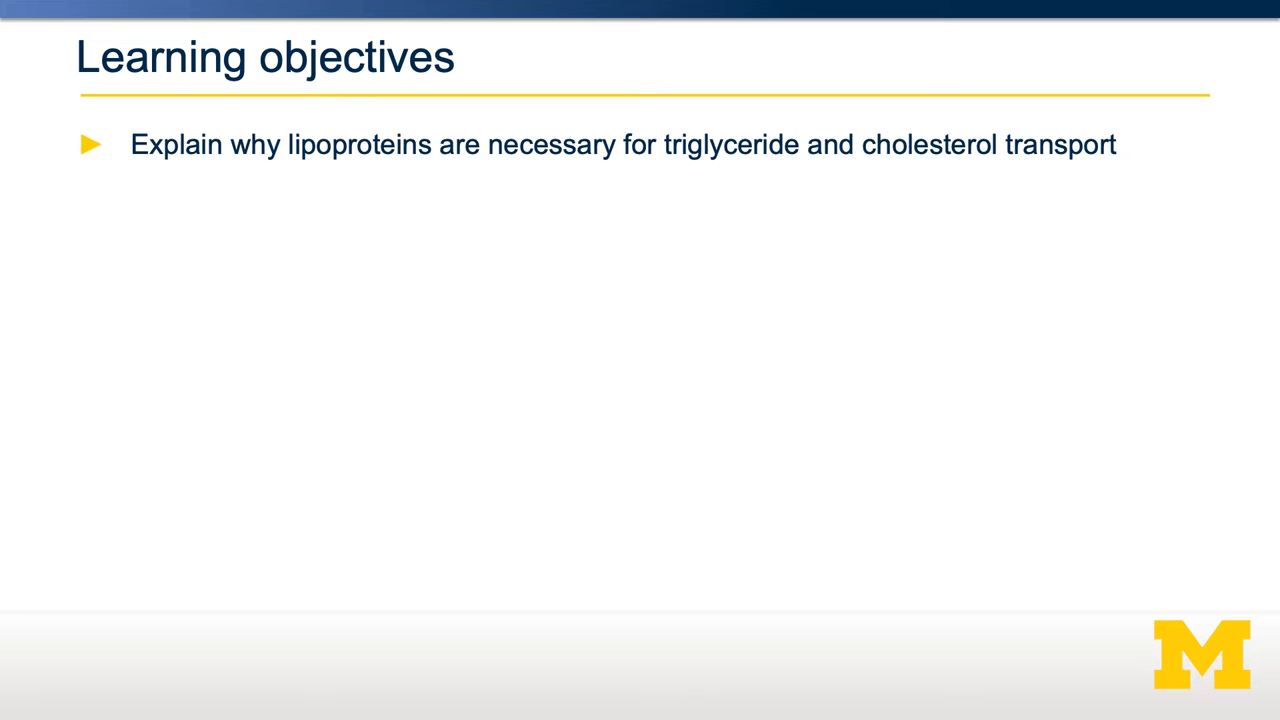 Learning objectives
► Explain why lipoproteins are necessary for triglyceride and cholesterol transport
M